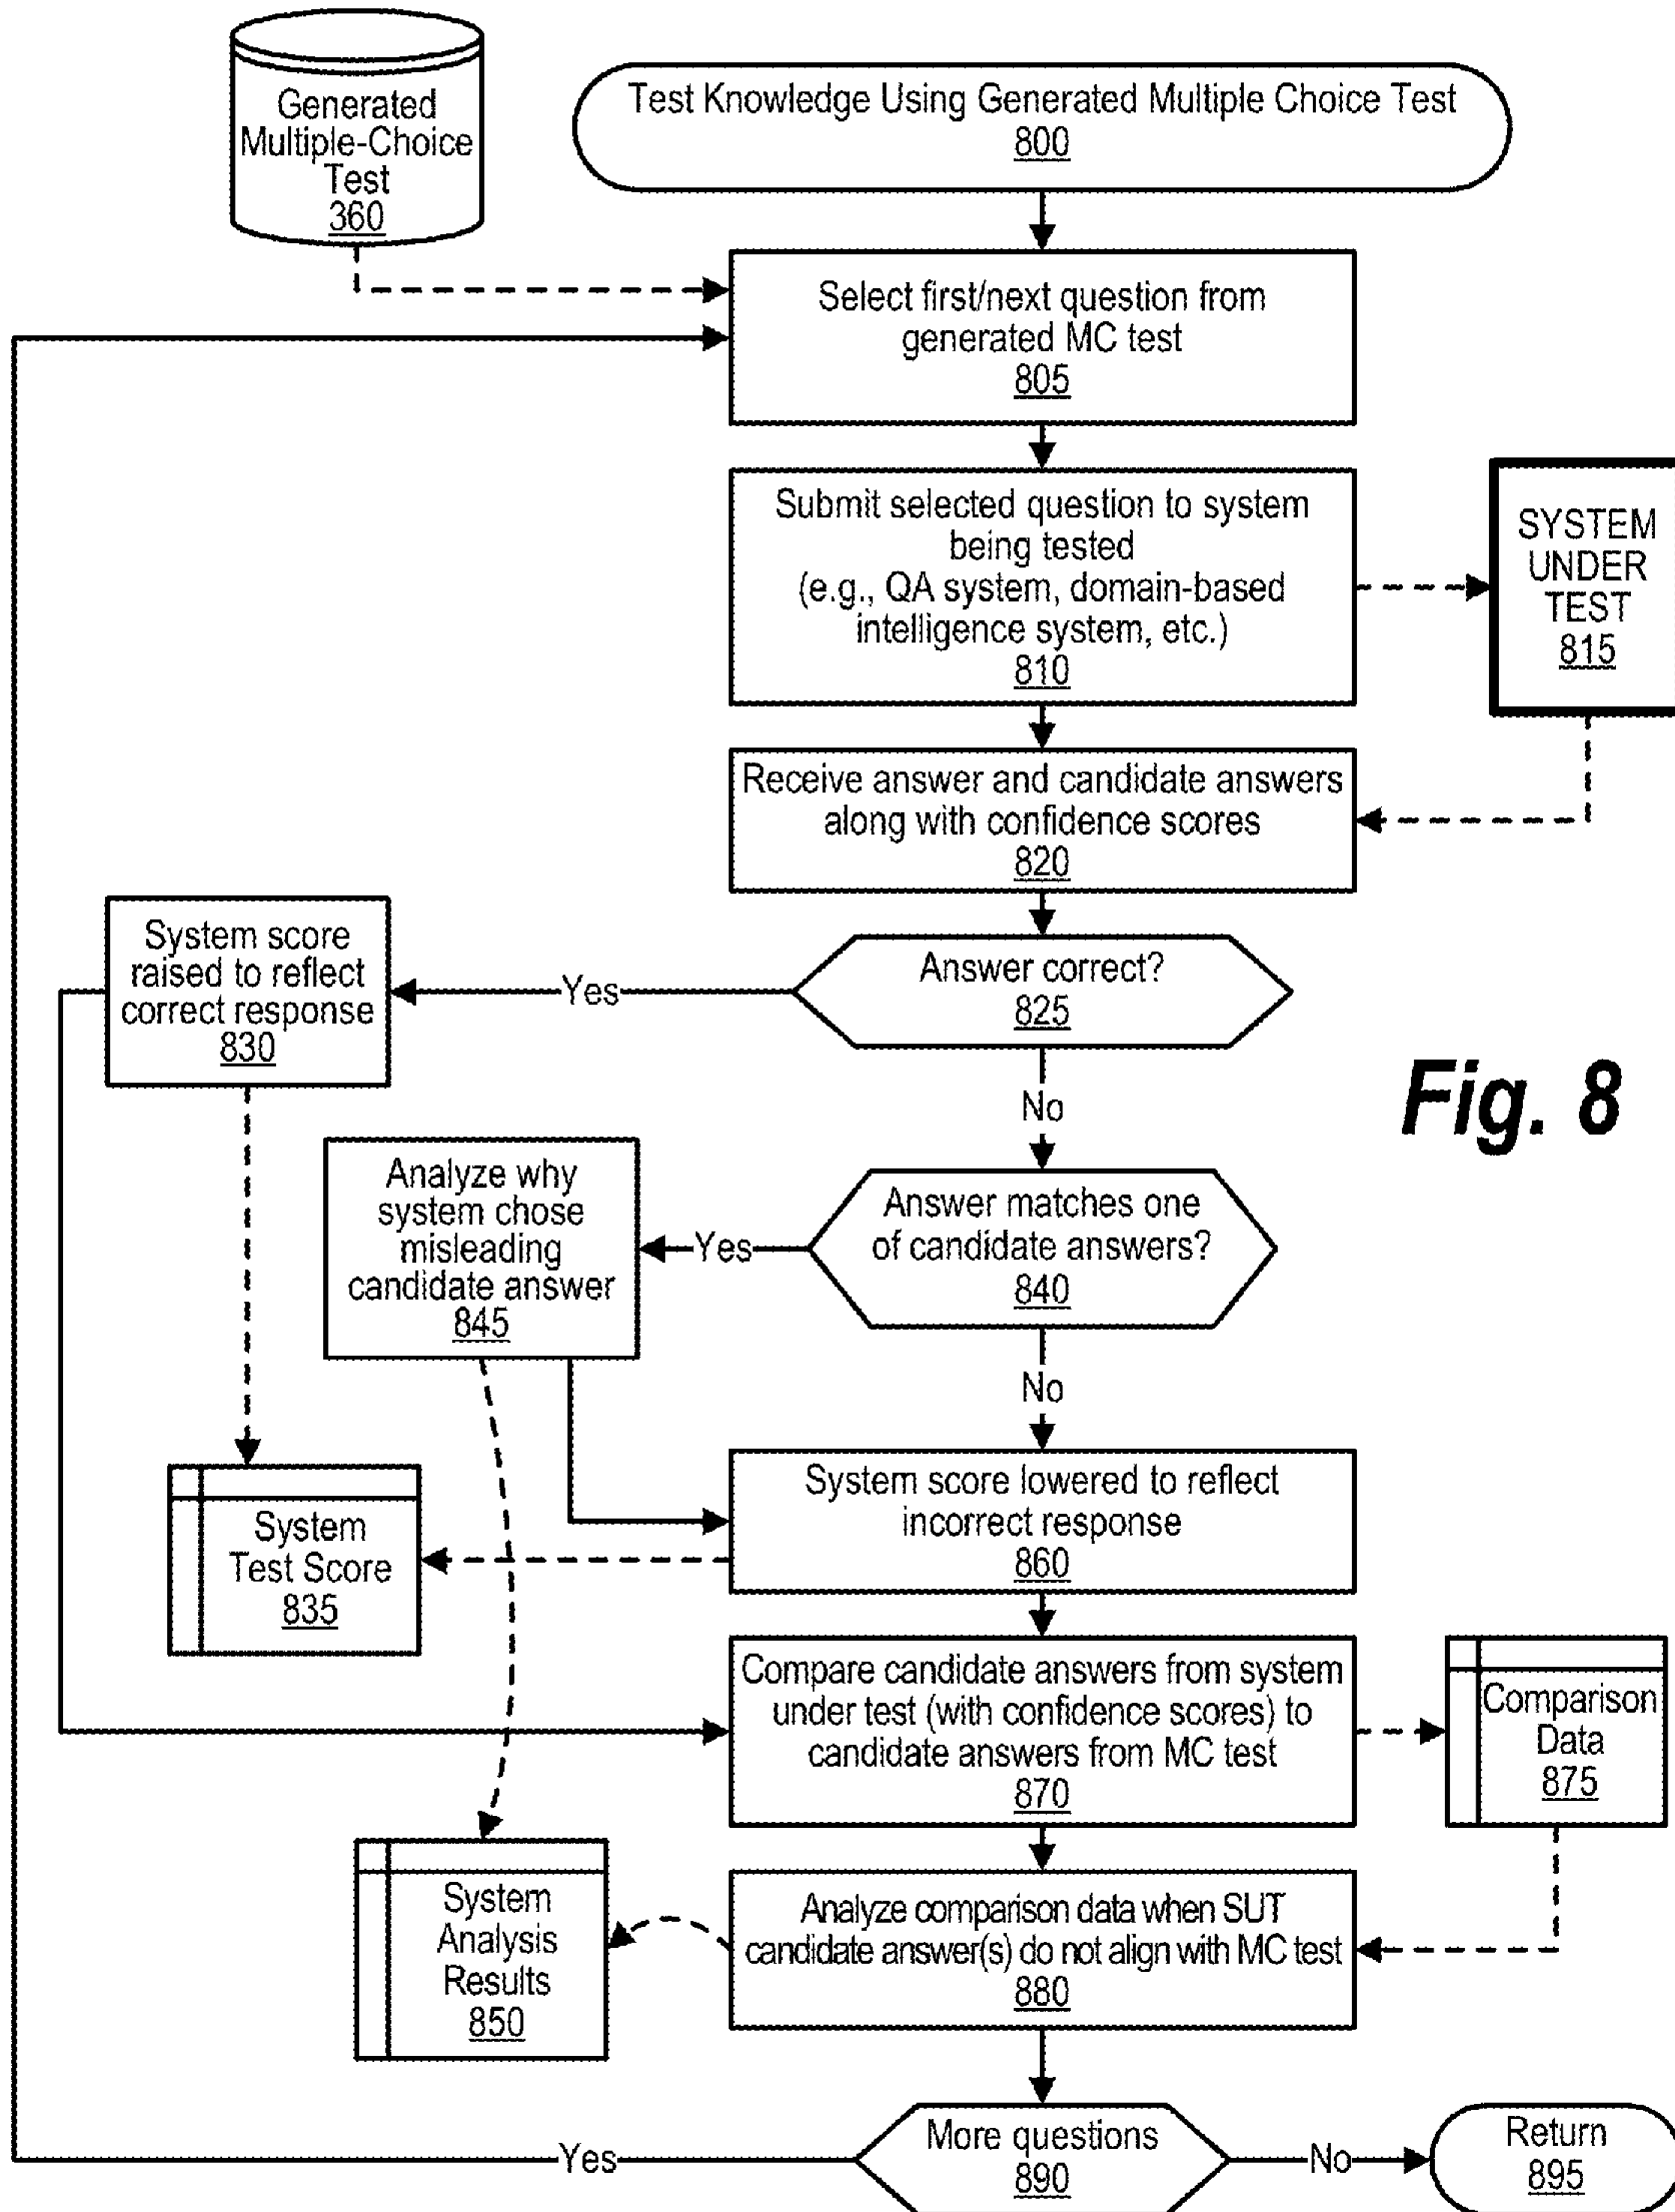 Generated
Multiple-Choice
Test
360
Test Knowledge Using Generated Multiple Choice Test
800
Select first/next question from
generated MC test
805
Submit selected question to system
being tested
(e.g., QA system, domain-based
intelligence system, etc.)
810
SYSTEM
UNDER
TEST
815
Receive answer and candidate answers
along with confidence scores
820
Answer correct?
825
Yes
System score
raised to reflect
correct response
830
No
Fig. 8
Answer matches one
of candidate answers?
840
Yes
Analyze why
system chose
misleading
candidate answer
845
No
System score lowered to reflect
incorrect response
860
System
Test Score
835
Compare candidate answers from system
under test (with confidence scores) to
candidate answers from MC test
870
Comparison
Data
875
Analyze comparison data when SUT
candidate answer(s) do not align with MC test
880
System
Analysis
Results
850
More questions
890
Yes
No
Return
895